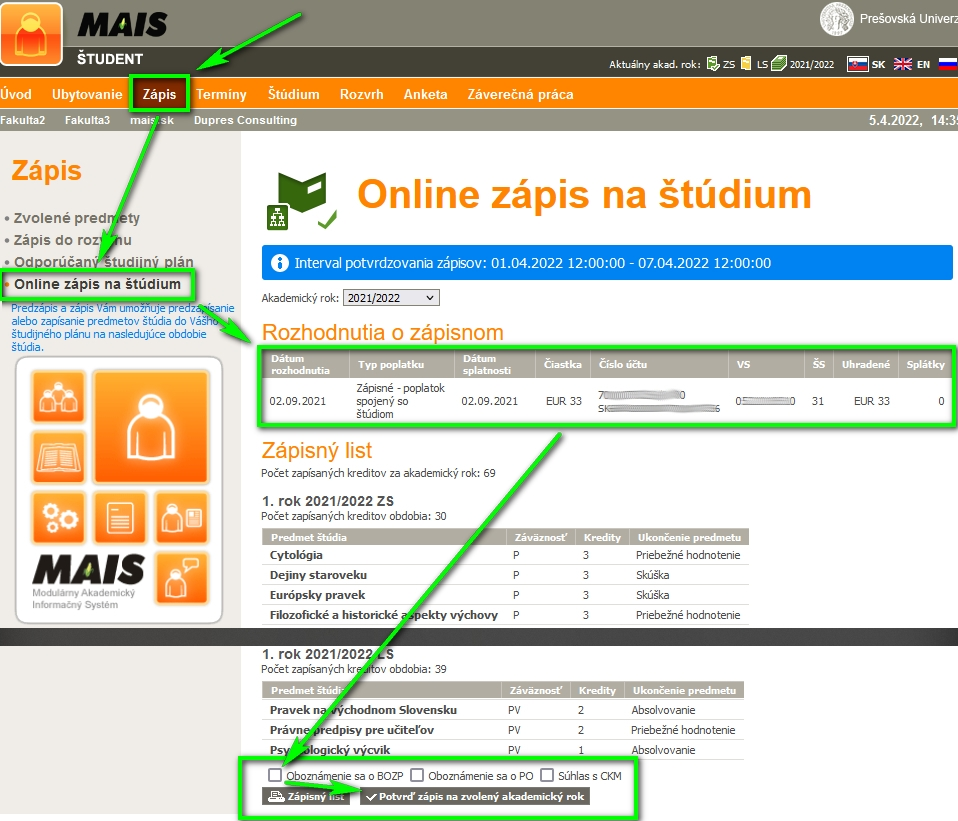 MAIS
ŠTUDENT
Prešovská Univerz
Aktuálny akad. rok: ZS LS 2021/2022 SK EN
Úvod Ubytovanie Zápis Termíny Štúdium Rozvrh Anketa Záverečná práca
Fakulta2 Fakulta3 mais.sk Dupres Consulting
5.4.2022, 14:35
Zápis
Zvolené predmety
Zápis do rozvrhu
Odporúčaný študijný plán
Online zápis na štúdium
Predzápis a zápis Vám umožňuje predzapísanie
alebo zapísanie predmetov štúdia do Vášho
študijného plánu na nasledujúce obdobie
štúdia.
MAIS
Modulárny Akademický
Informačný Systém
Online zápis na štúdium
Interval potvrdzovania zápisov: 01.04.2022 12:00:00 - 07.04.2022 12:00:00
Akademický rok: 2021/2022
Rozhodnutia o zápisnom
Dátum rozhodnutia Typ poplatku Dátum splatnosti Čiastka Číslo účtu VS ŠS Uhradené Splátky
02.09.2021 Zápisné - poplatok spojený so štúdiom 02.09.2021 EUR 33 7 0 SK 6 0 0 31 EUR 33 0
Zápisný list
Počet zapísaných kreditov za akademický rok: 69
1. rok 2021/2022 ZS
Počet zapísaných kreditov obdobia: 30
Predmet štúdia Záväznosť Kredity Ukončenie predmetu
Cytológia P 3 Priebežné hodnotenie
Dejiny staroveku P 3 Skúška
Európsky pravek P 3 Skúška
Filozofické a historické aspekty výchovy P 3 Priebežné hodnotenie
1. rok 2021/2022 LS
Počet zapísaných kreditov obdobia: 39
Predmet štúdia Záväznosť Kredity Ukončenie predmetu
Pravek na východnom Slovensku PV 2 Absolvovanie
Právne predpisy pre učiteľov PV 2 Priebežné hodnotenie
Psychologický výcvik PV 1 Absolvovanie
Oboznámenie sa o BOZP Oboznámenie sa o PO Súhlas s CKM
Zápisný list Potvrď zápis na zvolený akademický rok